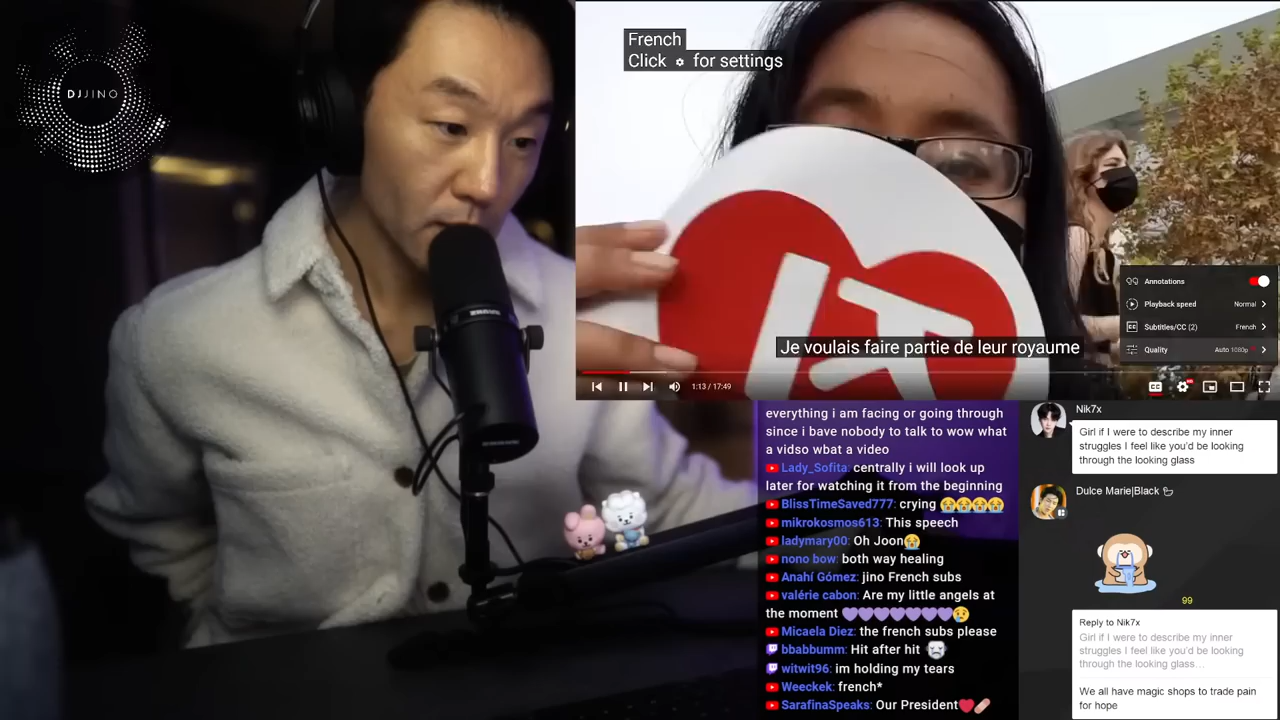 DJJINO
French
Click for settings
Je voulais faire partie de leur royaume
Annotations
Playback speed Normal
Subtitles/CC (2) French
Quality Auto 1080p
1:13 / 17:49
everything i am facing or going through
since i bave nobody to talk to wow what
a vidso wbat a video
Lady_Sofita: centrally i will look up
later for watching it from the beginning
BlissTimeSaved777: crying 😭😭😭😭
mikrokosmos613: This speech
ladymary00: Oh Joon😭
nono bow: both way healing
Anahí Gómez: jino French subs
valérie cabon: Are my little angels at
the moment 💜💜💜💜💜💜💜😢
Micaela Diez: the french subs please
bbabbumm: Hit after hit
witwit96: im holding my tears
Weeckek: french*
SarafinaSpeaks: Our President❤️🩹
Nik7x
Girl if I were to describe my inner
struggles I feel like you'd be looking
through the looking glass
Dulce Marie|Black
99
Reply to Nik7x
Girl if I were to describe my inner
struggles I feel like you'd be looking
through the looking glass...
We all have magic shops to trade pain
for hope